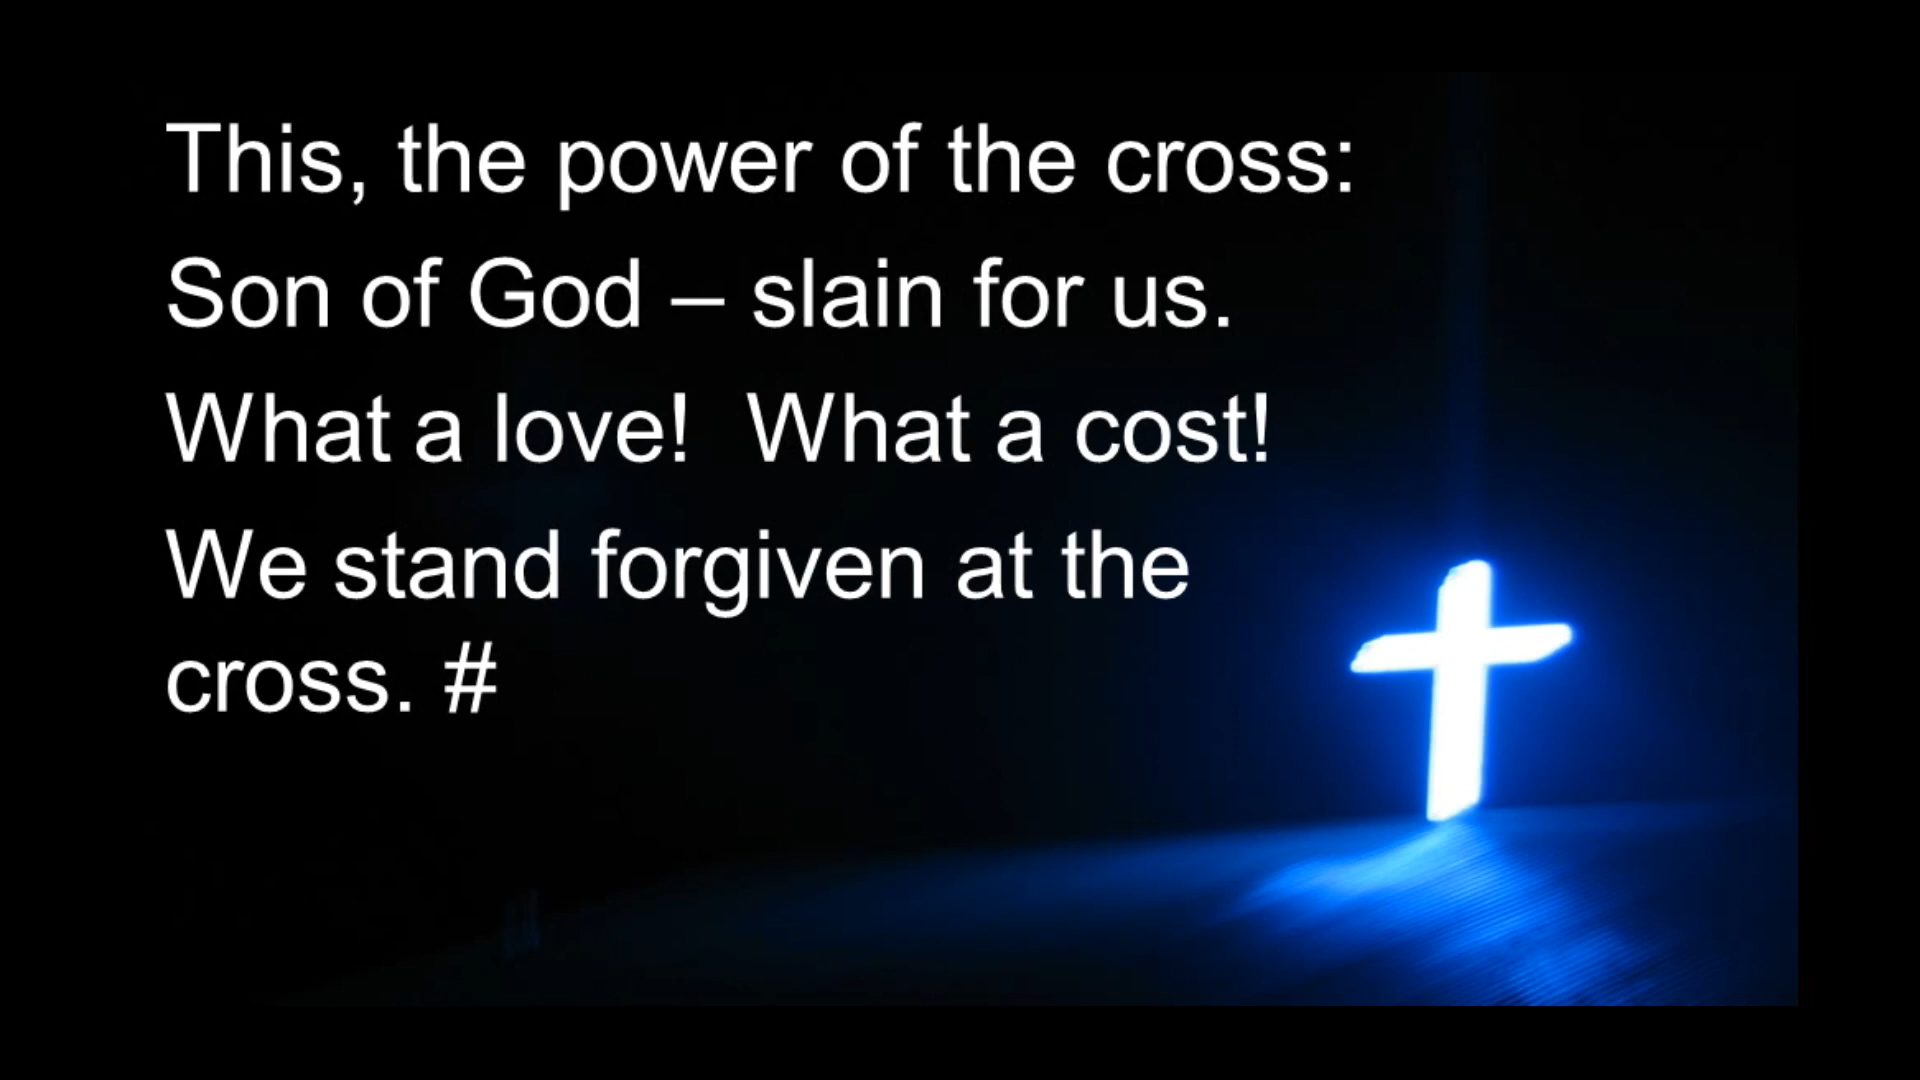 This, the power of the cross:
Son of God – slain for us.
What a love!  What a cost!
We stand forgiven at the
cross. #